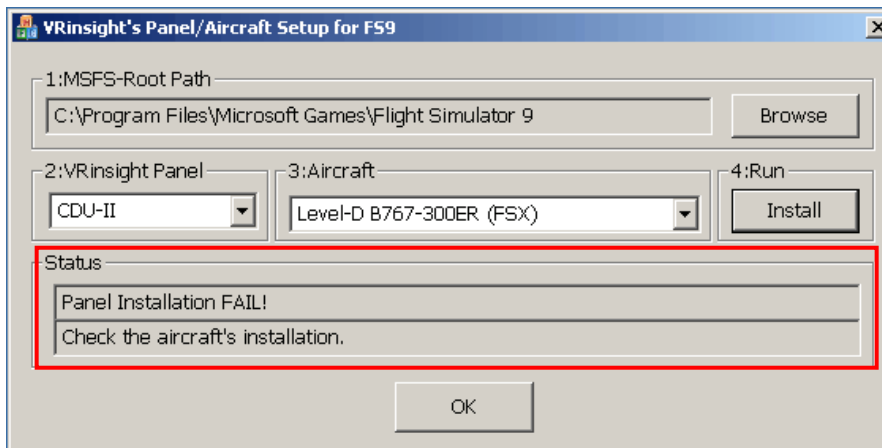 VRinsight's Panel/Aircraft Setup for FS9
1:MSFS-Root Path
C:\Program Files\Microsoft Games\Flight Simulator 9
Browse
2:VRinsight Panel
3:Aircraft
4:Run
CDU-II
Level-D B767-300ER (FSX)
Install
Status
Panel Installation FAIL!
Check the aircraft's installation.
OK